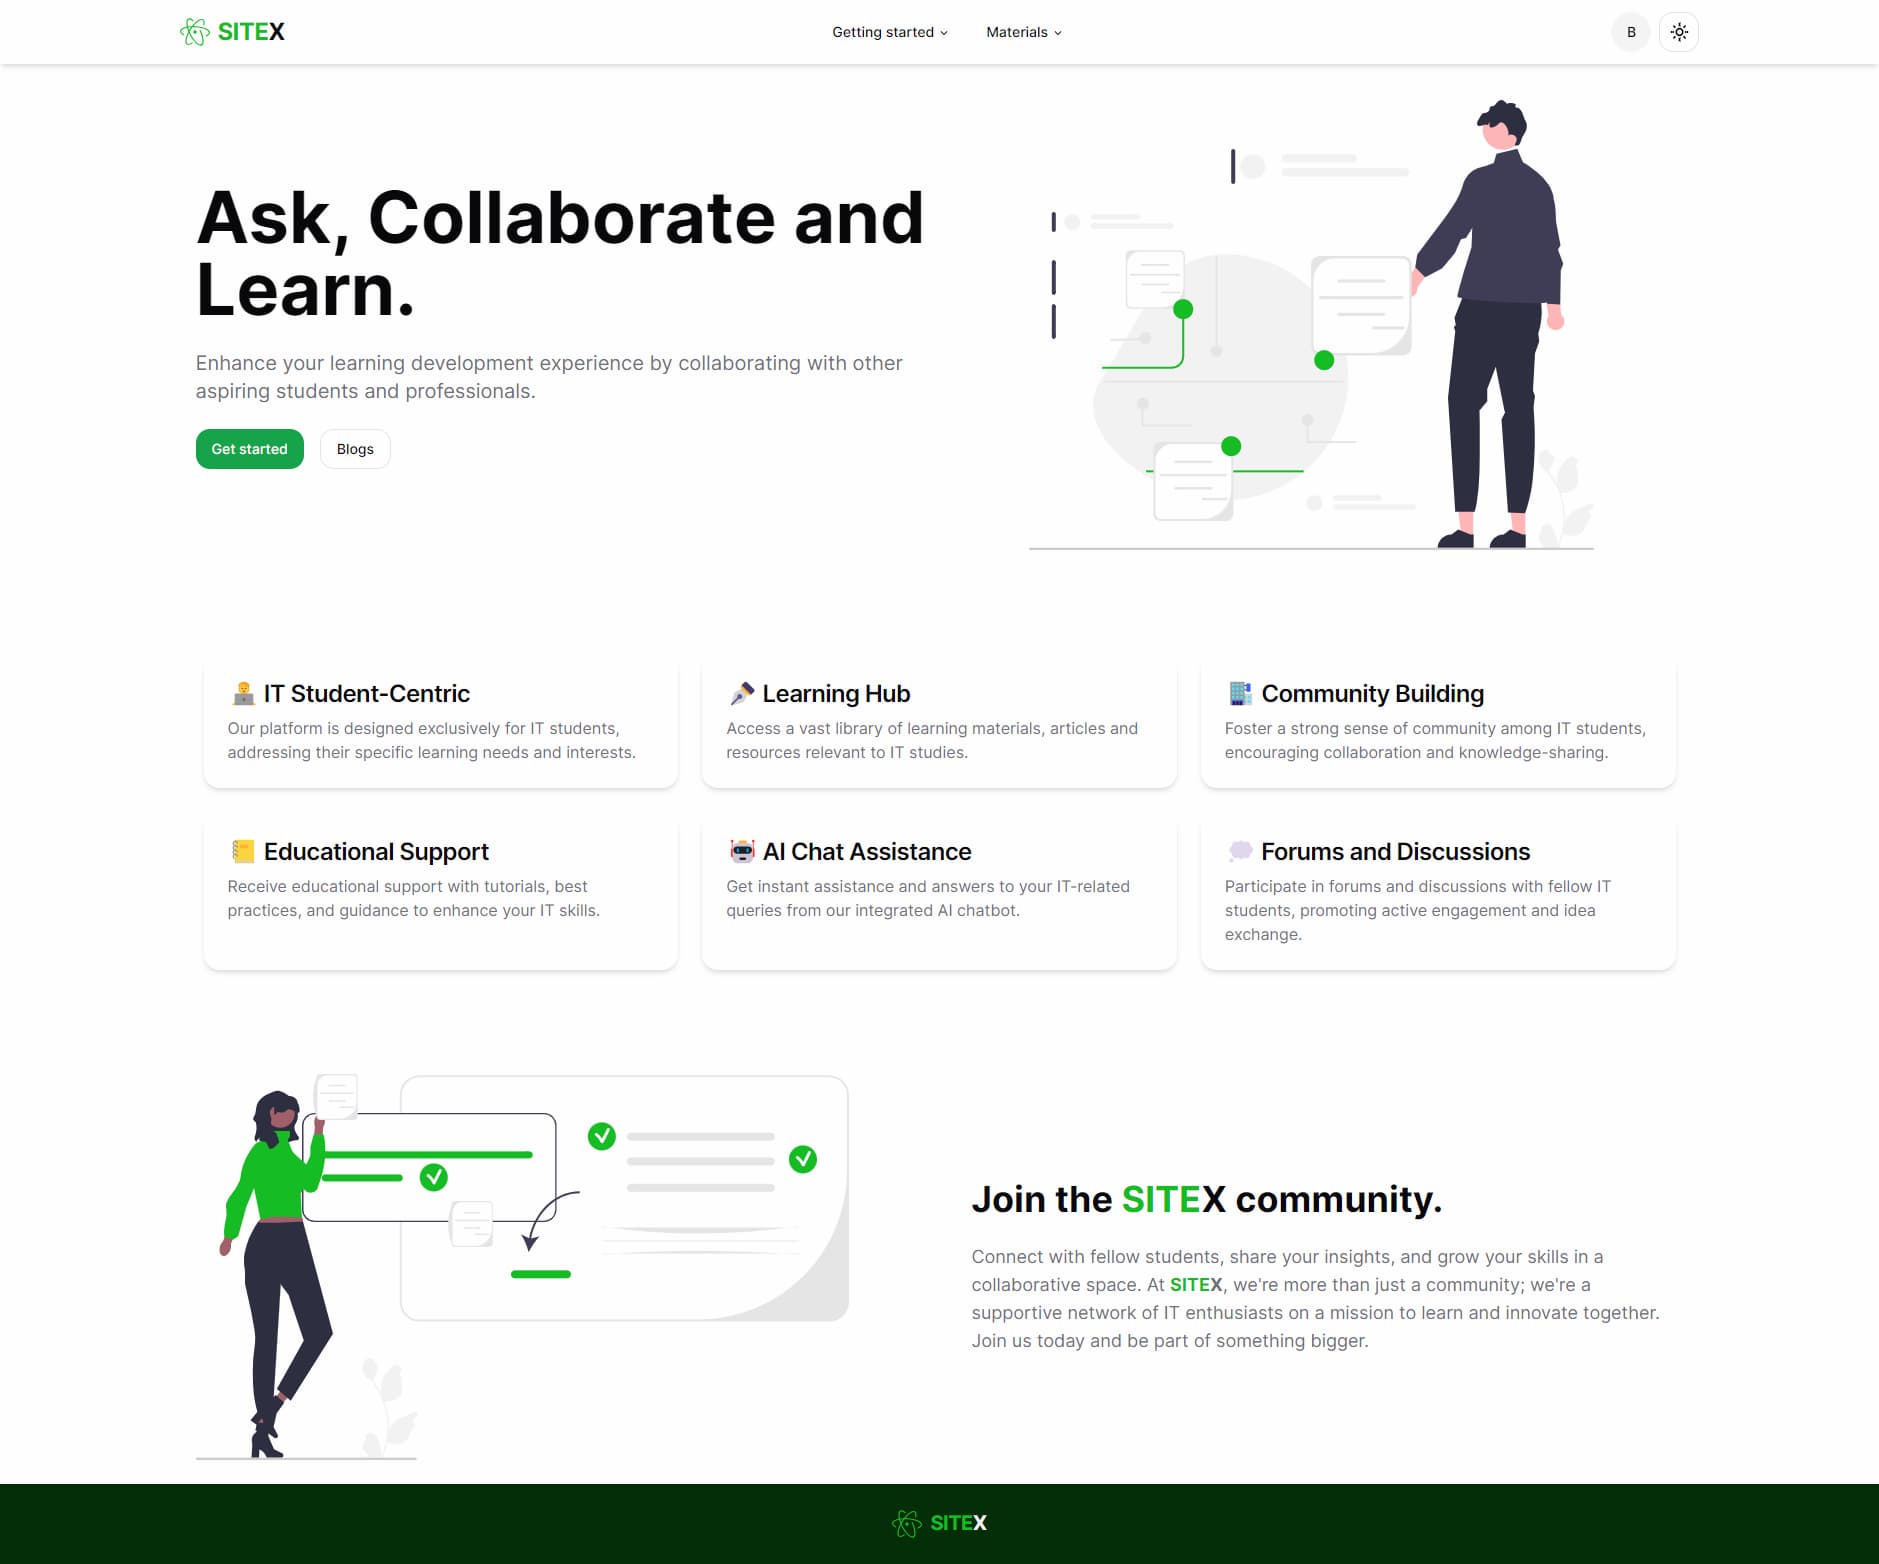 SITEX
Getting started
Materials
B
Ask, Collaborate and
Learn.
Enhance your learning development experience by collaborating with other
aspiring students and professionals.
Get started
Blogs
IT Student-Centric
Our platform is designed exclusively for IT students,
addressing their specific learning needs and interests.
Learning Hub
Access a vast library of learning materials, articles and
resources relevant to IT studies.
Community Building
Foster a strong sense of community among IT students,
encouraging collaboration and knowledge-sharing.
Educational Support
Receive educational support with tutorials, best
practices, and guidance to enhance your IT skills.
AI Chat Assistance
Get instant assistance and answers to your IT-related
queries from our integrated AI chatbot.
Forums and Discussions
Participate in forums and discussions with fellow IT
students, promoting active engagement and idea
exchange.
Join the SITEX community.
Connect with fellow students, share your insights, and grow your skills in a
collaborative space. At SITEX, we're more than just a community; we're a
supportive network of IT enthusiasts on a mission to learn and innovate together.
Join us today and be part of something bigger.
SITEX